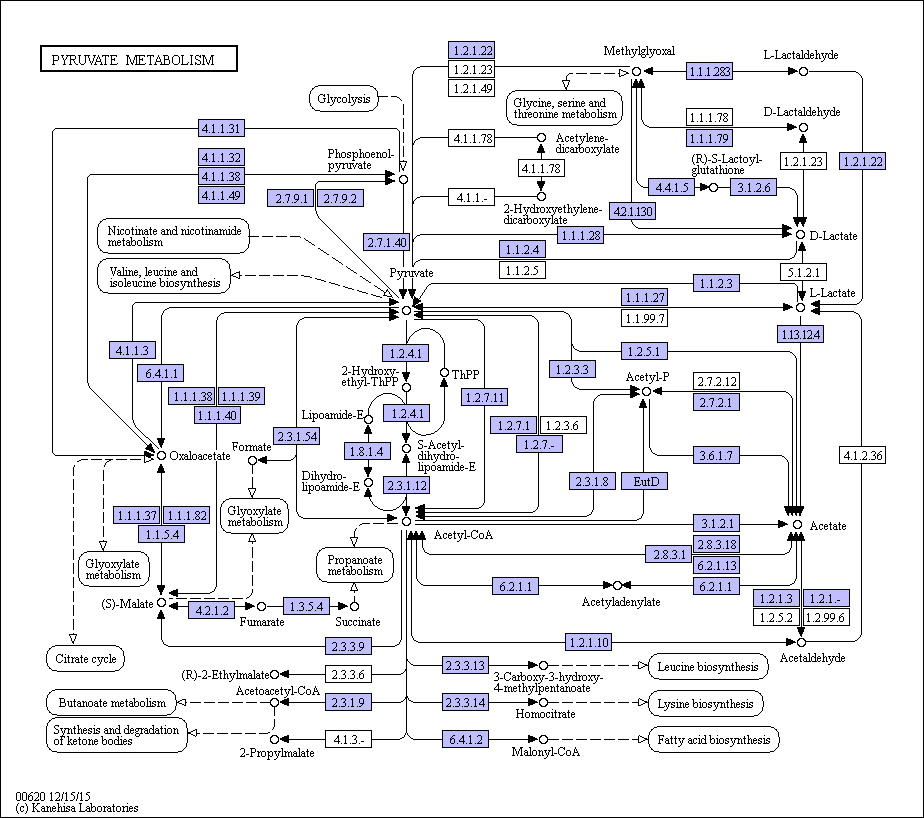 PYRUVATE METABOLISM
1.2.1.22
1.2.1.23
1.2.1.49
Methylglyoxal
1.1.1.283
L-Lactaldehyde
Glycolysis
Glycine, serine and
threonine metabolism
1.1.1.78
1.1.1.79
D-Lactaldehyde
4.1.1.31
4.1.1.78
Acetylene-
dicarboxylate
4.1.1.32
4.1.1.38
4.1.1.49
Phosphoenol-
pyruvate
4.1.1.78
(R)-S-Lactoyl-
glutathione
1.2.1.23
1.2.1.22
2.7.9.1
2.7.9.2
4.1.1.-
4.4.1.5
3.1.2.6
2-Hydroxyethylene-
dicarboxylate
4.2.1.130
Nicotinate and nicotinamide
metabolism
2.7.1.40
1.1.1.28
1.1.2.4
1.1.2.5
D-Lactate
Valine, leucine and
isoleucine biosynthesis
Pyruvate
5.1.2.1
1.1.2.3
1.1.1.27
1.1.99.7
L-Lactate
1.13.12.4
4.1.1.3
6.4.1.1
1.2.4.1
1.2.5.1
2-Hydroxy-
ethyl-ThPP
ThPP
1.2.3.3
Acetyl-P
2.7.2.12
2.7.2.1
1.1.1.38
1.1.1.39
1.1.1.40
1.2.7.11
Lipoamide-E
1.2.4.1
1.2.7.1
1.2.3.6
1.2.7.-
2.3.1.54
Formate
Oxaloacetate
1.8.1.4
S-Acetyl-
dihydro-
lipoamide-E
3.6.1.7
4.1.2.36
Dihydro-
lipoamide-E
2.3.1.12
2.3.1.8
EutD
Glyoxylate
metabolism
1.1.1.37
1.1.1.82
1.1.5.4
Acetyl-CoA
3.1.2.1
Acetate
2.8.3.18
2.8.3.1
6.2.1.13
Glyoxylate
metabolism
Propanoate
metabolism
6.2.1.1
6.2.1.1
Acetyladenylate
(S)-Malate
4.2.1.2
Fumarate
1.3.5.4
Succinate
1.2.1.3
1.2.1.-
1.2.5.2
1.2.99.6
2.3.3.9
1.2.1.10
Acetaldehyde
Citrate cycle
2.3.3.13
3-Carboxy-3-hydroxy-
4-methylpentanoate
Leucine biosynthesis
(R)-2-Ethylmalate
2.3.3.6
Acetoacetyl-CoA
Butanoate metabolism
2.3.1.9
2.3.3.14
Homocitrate
Lysine biosynthesis
Synthesis and degradation
of ketone bodies
4.1.3.-
2-Propylmalate
6.4.1.2
Malonyl-CoA
Fatty acid biosynthesis
00620 12/15/15
(c) Kanehisa Laboratories